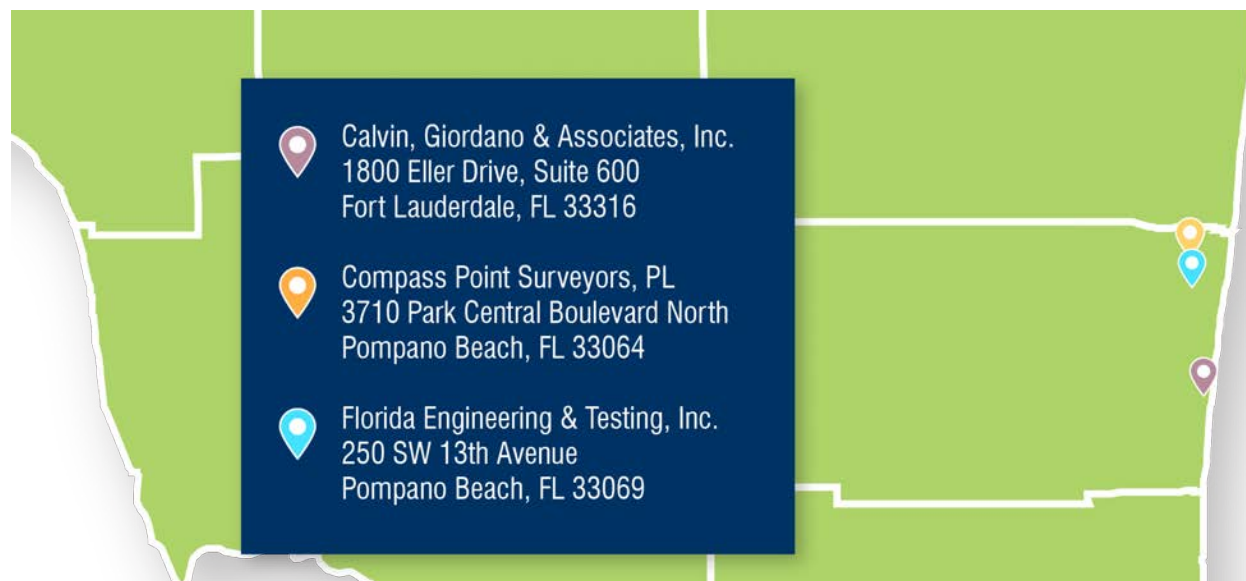 Calvin, Giordano & Associates, Inc.
1800 Eller Drive, Suite 600
Fort Lauderdale, FL 33316
Compass Point Surveyors, PL
3710 Park Central Boulevard North
Pompano Beach, FL 33064
Florida Engineering & Testing, Inc.
250 SW 13th Avenue
Pompano Beach, FL 33069